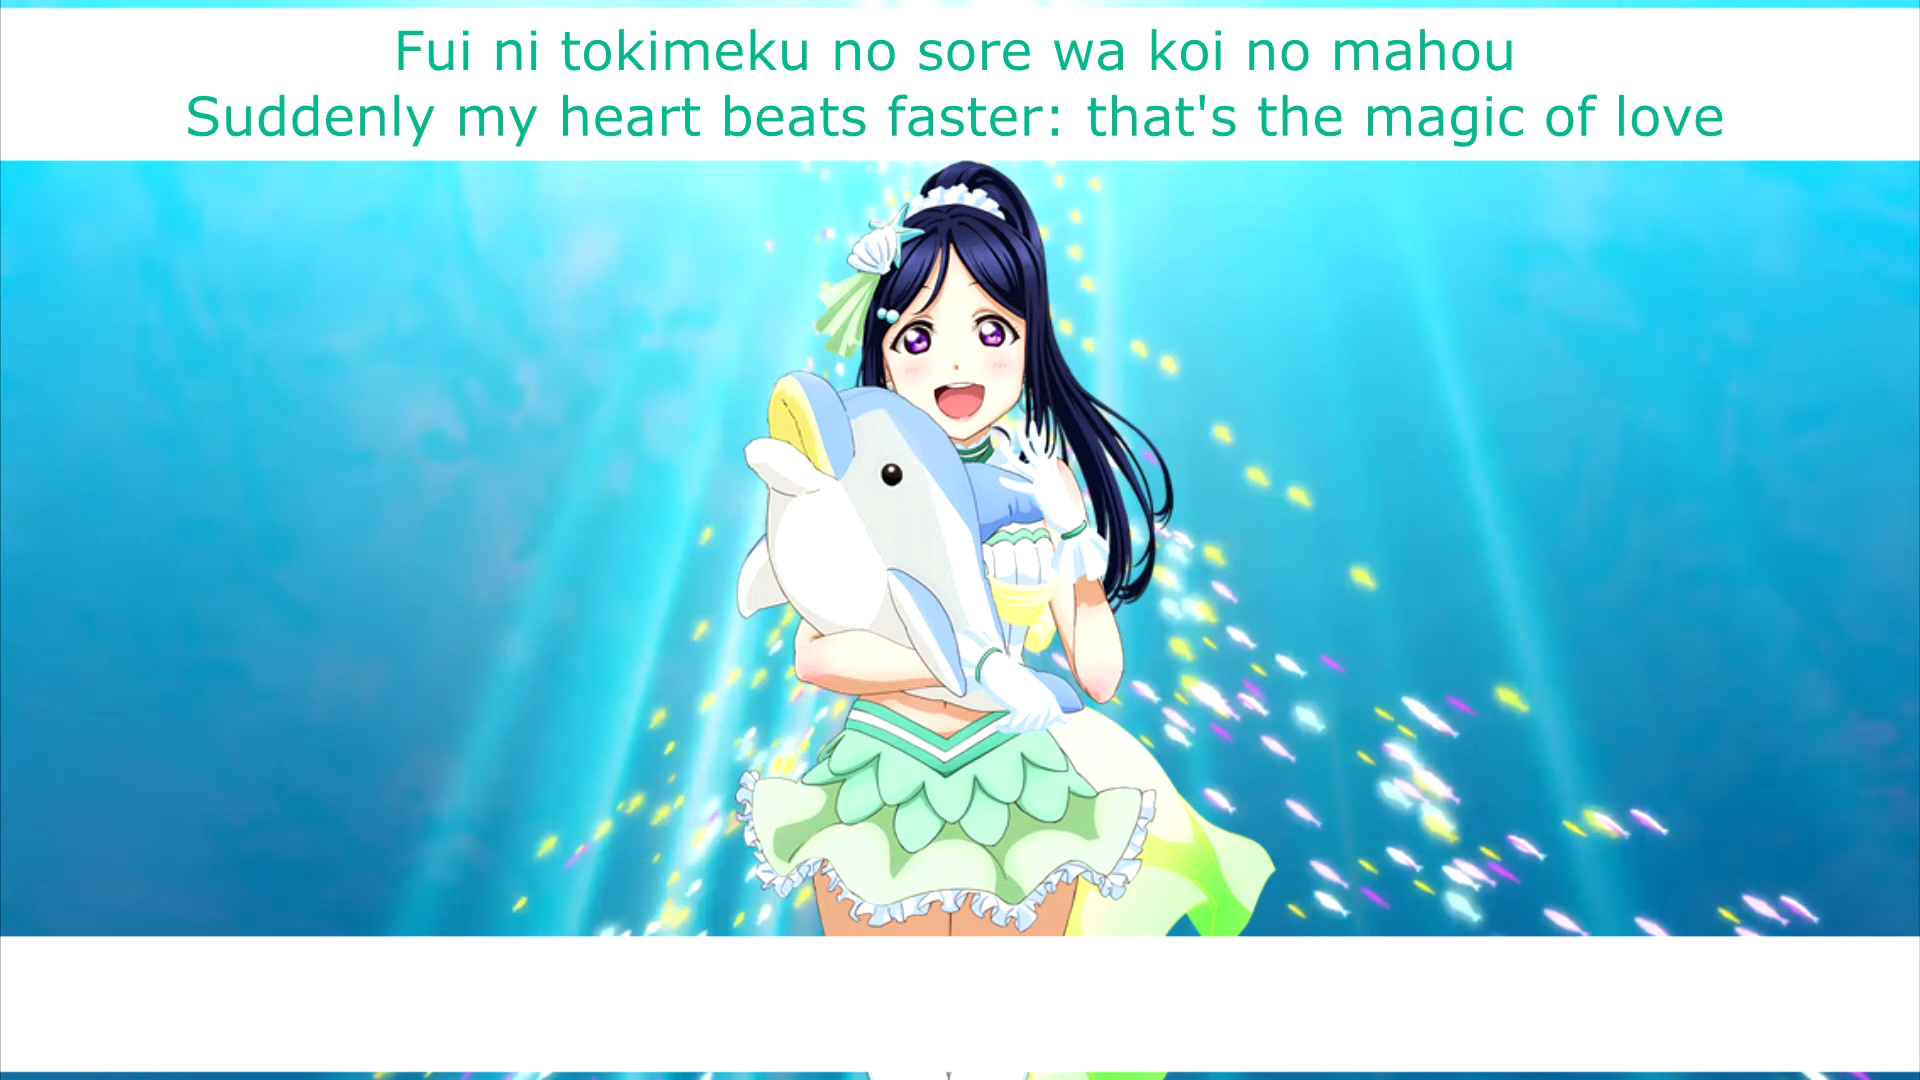 Fui ni tokimeku no sore wa koi no mahou
Suddenly my heart beats faster: that's the magic of love